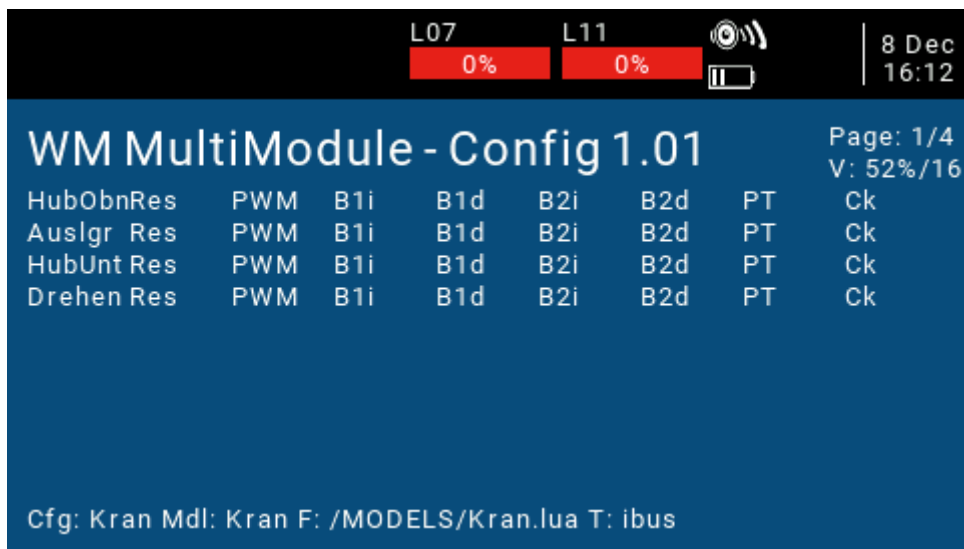 L07 L11
0% 0%
8 Dec
16:12
WM MultiModule - Config 1.01
Page: 1/4
V: 52%/16
HubObnRes PWM B1i B1d B2i B2d PT Ck
Auslgr Res PWM B1i B1d B2i B2d PT Ck
HubUnt Res PWM B1i B1d B2i B2d PT Ck
Drehen Res PWM B1i B1d B2i B2d PT Ck
Cfg: Kran Mdl: Kran F: /MODELS/Kran.lua T: ibus